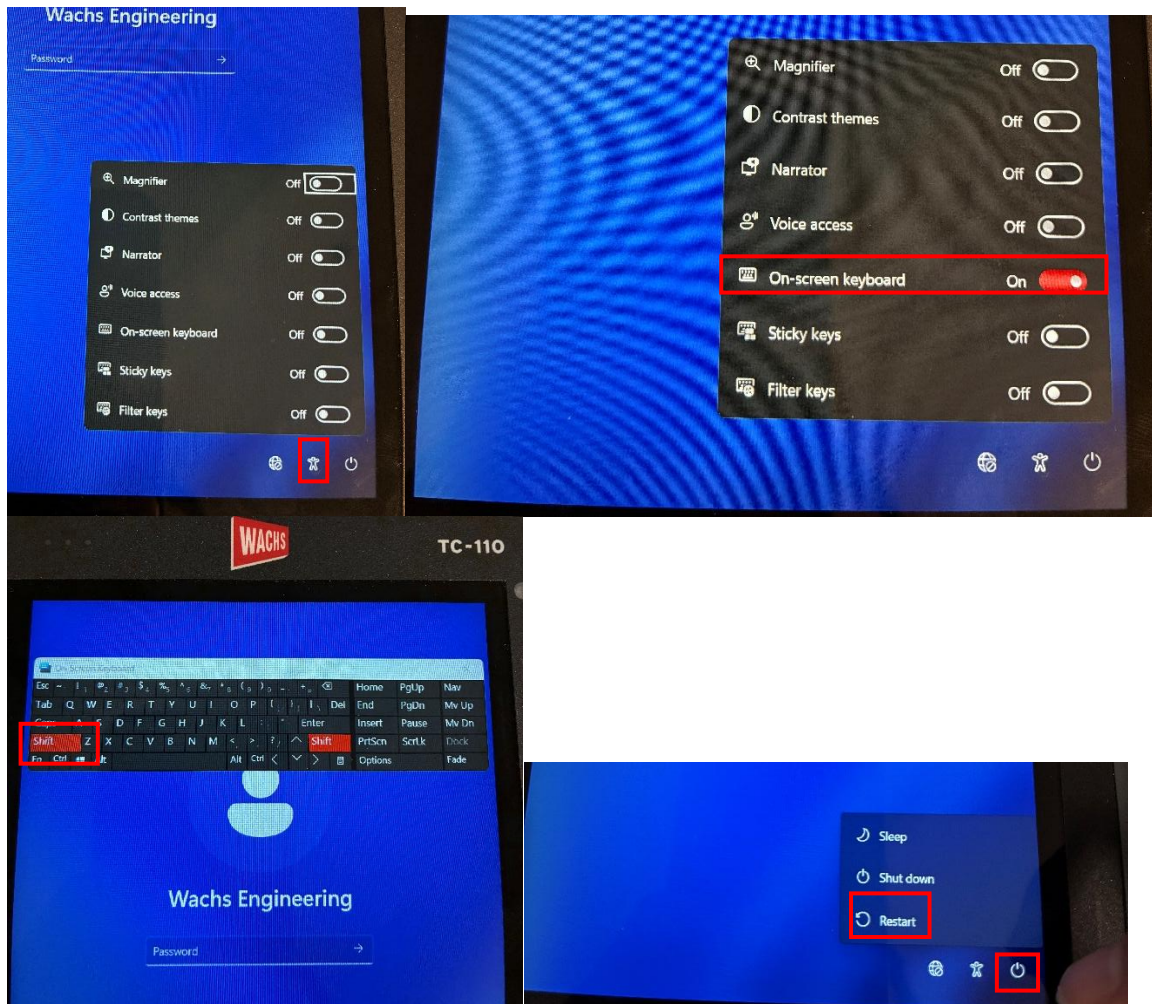 Wachs Engineering
Password
Magnifier Off
Contrast themes Off
Narrator Off
Voice access Off
On-screen keyboard Off
Sticky keys Off
Filter keys Off
Magnifier Off
Contrast themes Off
Narrator Off
Voice access Off
On-screen keyboard On
Sticky keys Off
Filter keys Off
WACHS
TC-110
On-Screen Keyboard
Esc Home PgUp Nav
Tab Q W E R T Y U I O P Del End PgDn Mv Up
S D F G H J K L Enter Insert Pause Mv Dn
Shift Z X C V B N M Shift PrtScn ScrLk Dock
Fn Ctrl Alt Alt Ctrl Options Fade
Wachs Engineering
Password
Sleep
Shut down
Restart